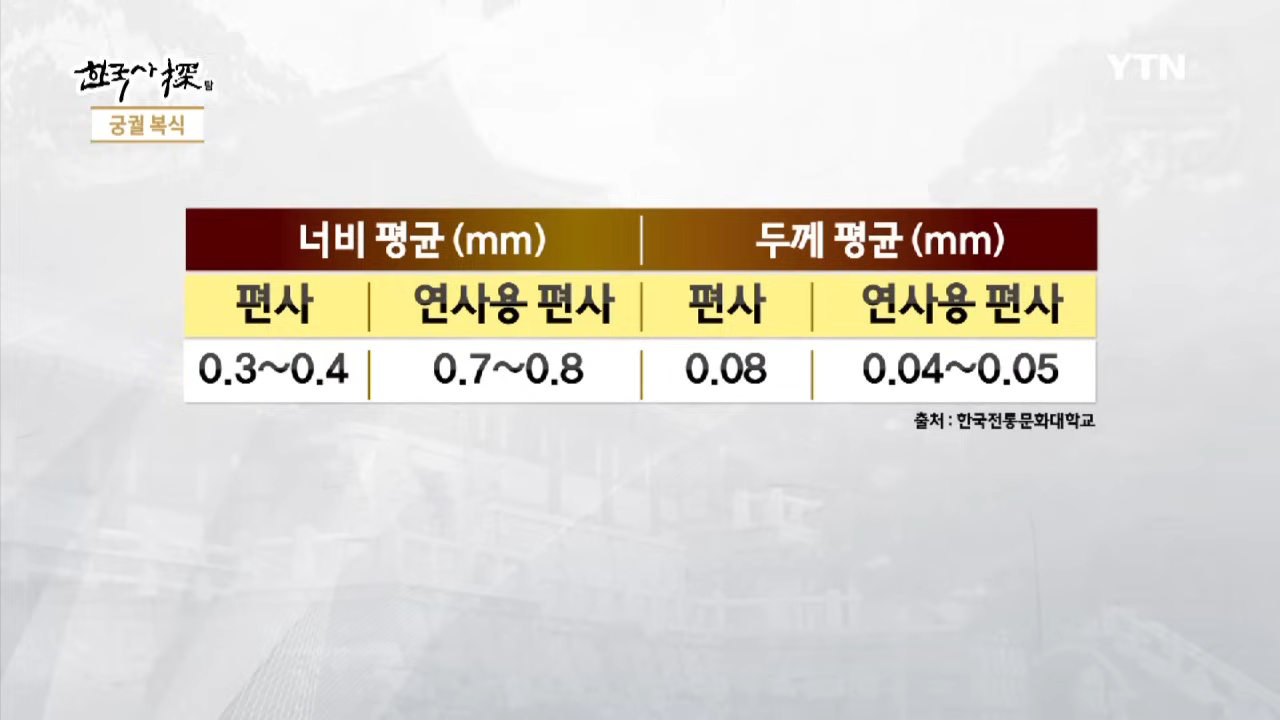 한국사 探 탐
궁궐 복식
YTN
너비 평균 (mm) 두께 평균 (mm)
편사 연사용 편사 편사 연사용 편사
0.3~0.4 0.7~0.8 0.08 0.04~0.05
출처 : 한국전통문화대학교